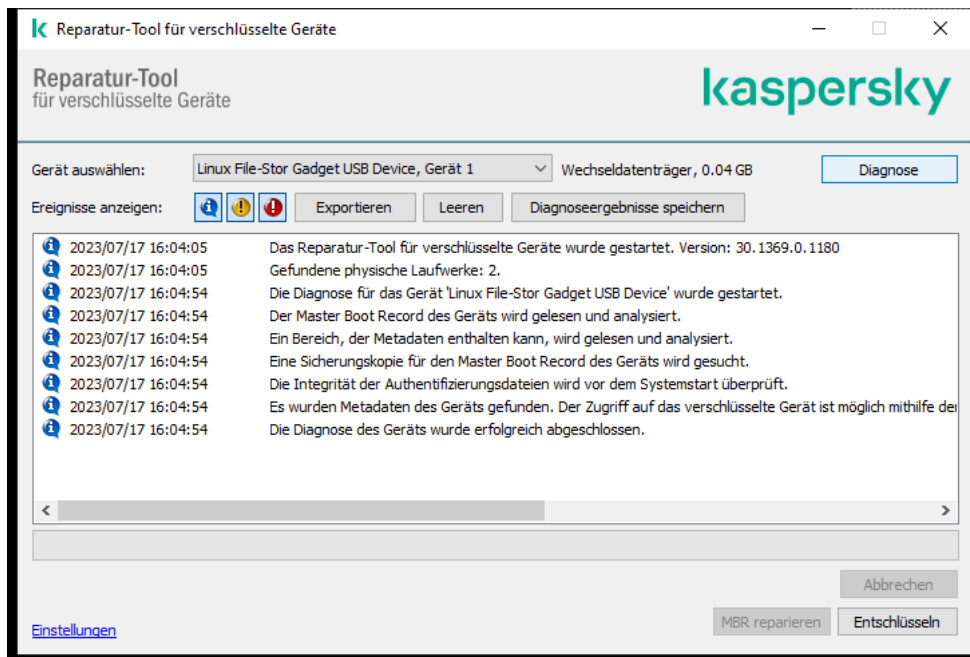 Reparatur-Tool für verschlüsselte Geräte
Reparatur-Tool
für verschlüsselte Geräte
kaspersky
Gerät auswählen: Linux File-Stor Gadget USB Device, Gerät 1 Wechseldatenträger, 0.04 GB Diagnose
Ereignisse anzeigen: Exportieren Leeren Diagnoseergebnisse speichern
2023/07/17 16:04:05 Das Reparatur-Tool für verschlüsselte Geräte wurde gestartet. Version: 30.1369.0.1180
2023/07/17 16:04:05 Gefundene physische Laufwerke: 2.
2023/07/17 16:04:54 Die Diagnose für das Gerät 'Linux File-Stor Gadget USB Device' wurde gestartet.
2023/07/17 16:04:54 Der Master Boot Record des Geräts wird gelesen und analysiert.
2023/07/17 16:04:54 Ein Bereich, der Metadaten enthalten kann, wird gelesen und analysiert.
2023/07/17 16:04:54 Eine Sicherungskopie für den Master Boot Record des Geräts wird gesucht.
2023/07/17 16:04:54 Die Integrität der Authentifizierungsdateien wird vor dem Systemstart überprüft.
2023/07/17 16:04:54 Es wurden Metadaten des Geräts gefunden. Der Zugriff auf das verschlüsselte Gerät ist möglich mithilfe der
2023/07/17 16:04:54 Die Diagnose des Geräts wurde erfolgreich abgeschlossen.
Abbrechen
Einstellungen MBR reparieren Entschlüsseln